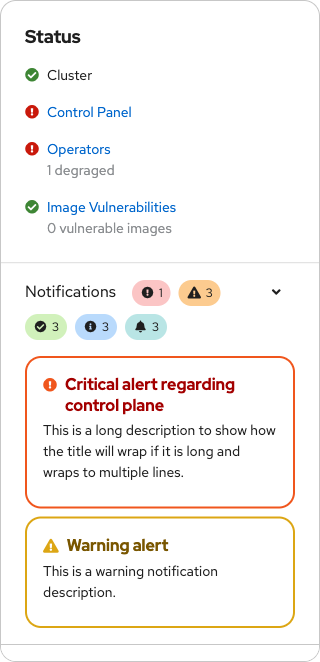 Status
Cluster
Control Panel
Operators
1 degraded
Image Vulnerabilities
0 vulnerable images
Notifications 1 3
3 3 3
Critical alert regarding
control plane
This is a long description to show how
the title will wrap if it is long and
wraps to multiple lines.
Warning alert
This is a warning notification
description.